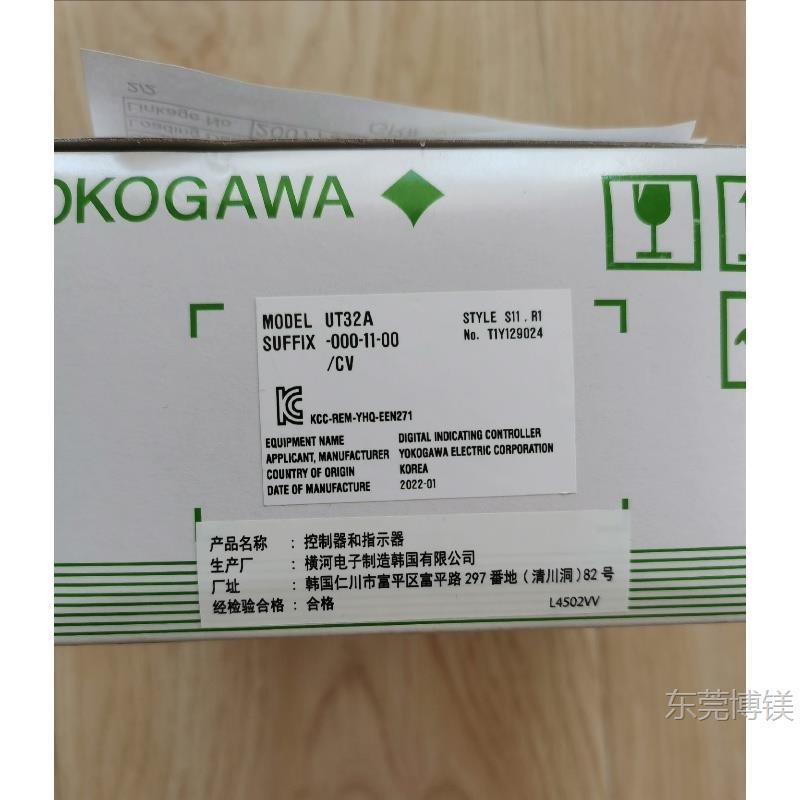 2/2
Linkage No
Loading
OKOGAWA
MODEL UT32A
STYLE S11.R1
SUFFIX -000-11-00
No. T1Y129024
/CV
KCC-REM-YHQ-EEN271
EQUIPMENT NAME DIGITAL INDICATING CONTROLLER
APPLICANT, MANUFACTURER YOKOGAWA ELECTRIC CORPORATION
COUNTRY OF ORIGIN KOREA
DATE OF MANUFACTURE 2022-01
产品名称 : 控制器和指示器
生产厂 : 横河电子制造韩国有限公司
厂址 : 韩国仁川市富平区富平路 297 番地（清川洞）82 号
经检验合格 : 合格
L4502VV
东莞博镁